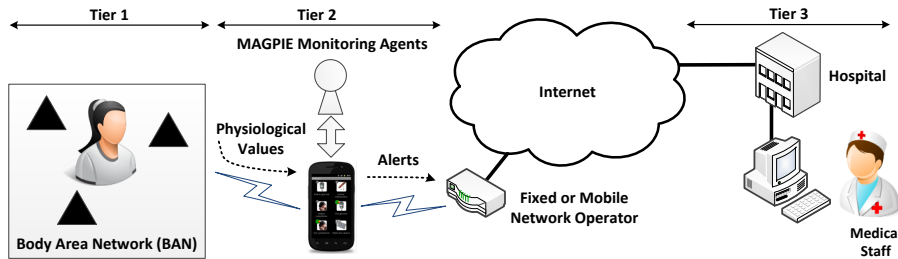 Tier 1
Tier 2
Tier 3
MAGPIE Monitoring Agents
Physiological
Values
Alerts
Internet
Hospital
Fixed or Mobile
Network Operator
Body Area Network (BAN)
Medica
Staff